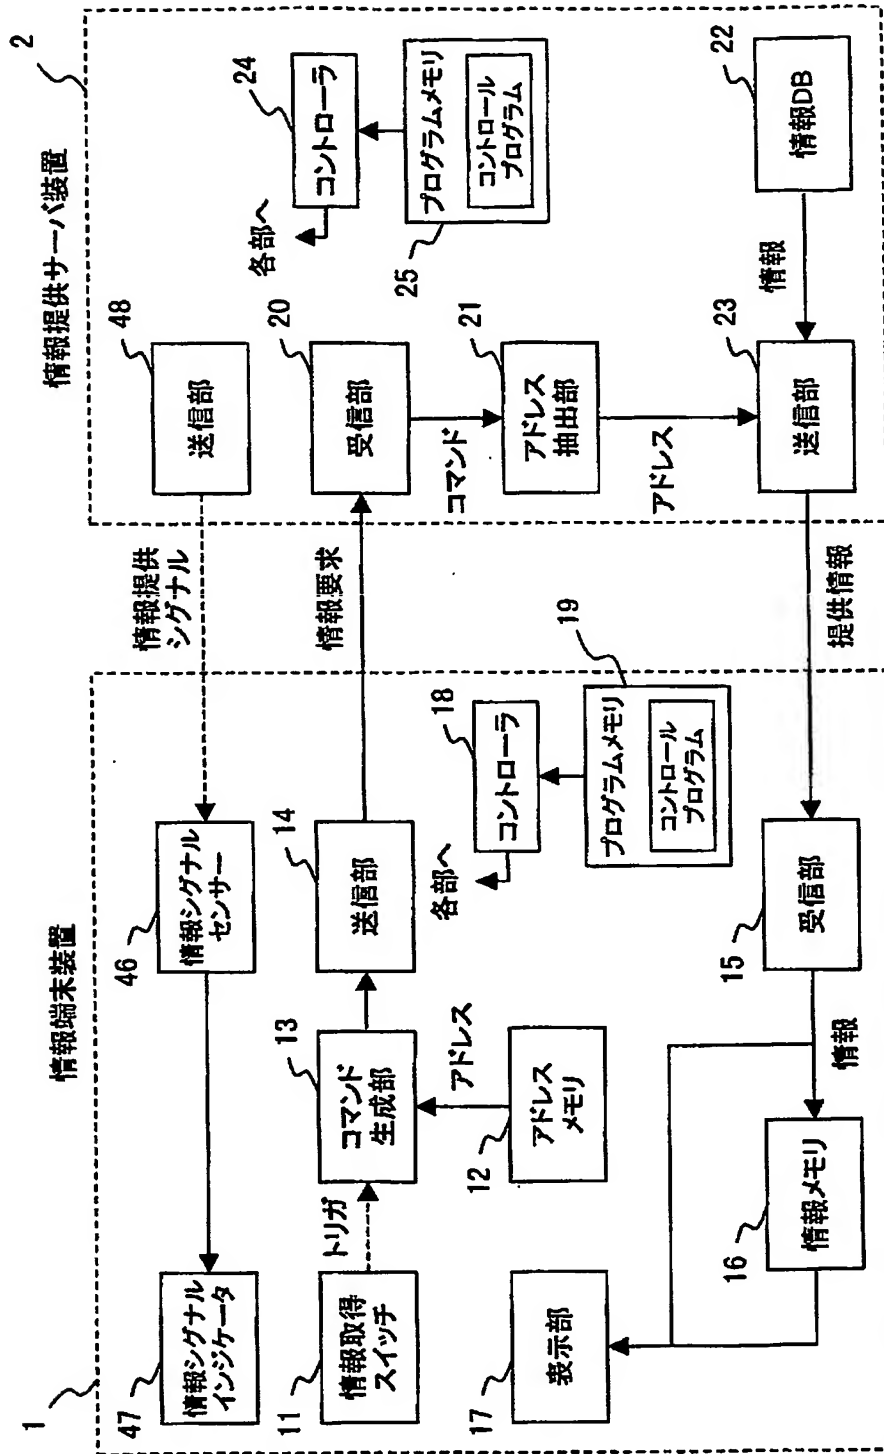 1
情報端末装置
47
情報シグナル
インジケータ
46
情報シグナル
センサー
情報提供
シグナル
情報提供サーバ装置
2
48
送信部
11
情報取得
スイッチ
トリガ
13
コマンド
生成部
14
送信部
情報要求
20
受信部
各部へ
24
コントローラ
プログラムメモリ
コントロール
プログラム
25
コマンド
12
アドレス
メモリ
アドレス
各部へ
18
コントローラ
19
プログラムメモリ
コントロール
プログラム
21
アドレス
抽出部
アドレス
17
表示部
16
情報メモリ
情報
15
受信部
提供情報
23
送信部
情報
22
情報DB